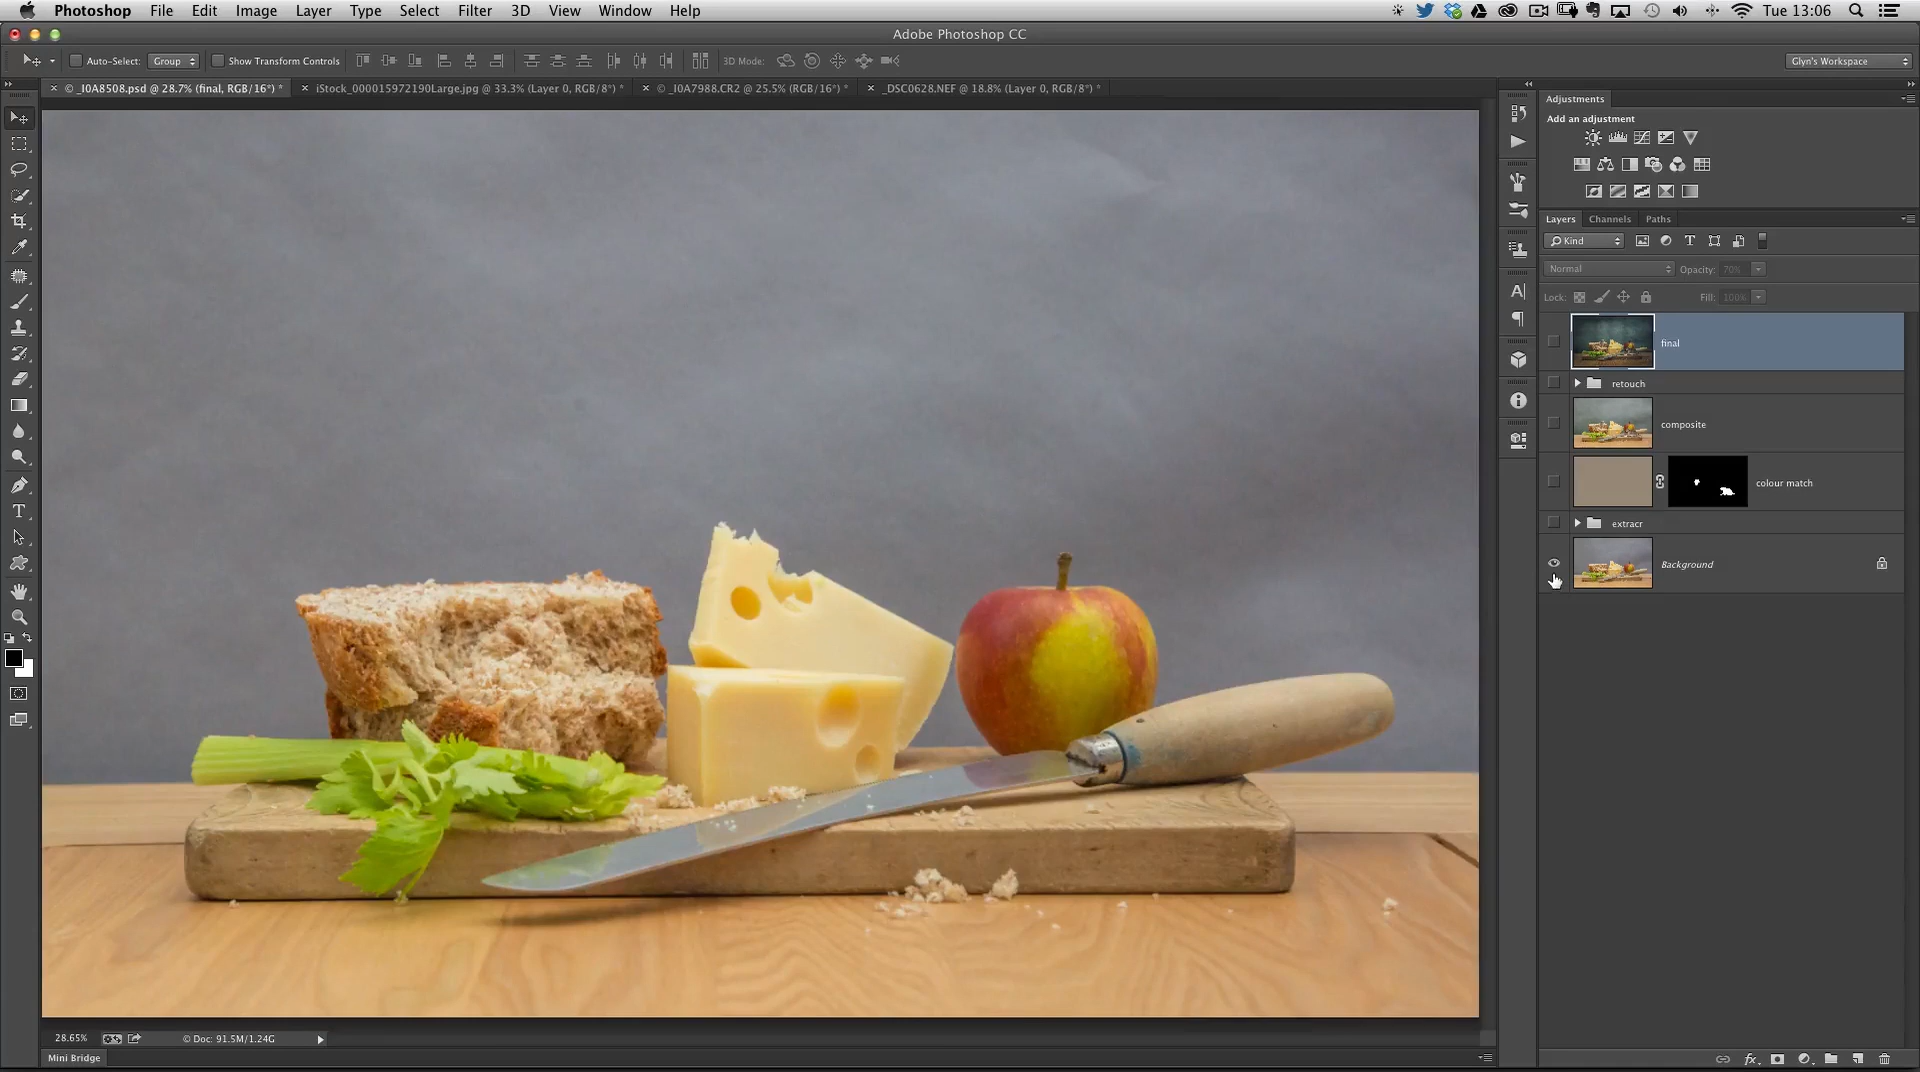 Photoshop File Edit Image Layer Type Select Filter 3D View Window Help Tue 13:06
Adobe Photoshop CC
Auto-Select: Group Show Transform Controls 3D Mode: Glyn's Workspace
× © _I0A8508.psd @ 28.7% (final, RGB/16*) * × iStock_000015972190Large.jpg @ 33.3% (Layer 0, RGB/8*) * × © _I0A7988.CR2 @ 25.5% (RGB/16*) * × _DSC0628.NEF @ 18.8% (Layer 0, RGB/8*) *
Adjustments
Add an adjustment
Layers Channels Paths
Kind
Normal Opacity: 70%
Lock: Fill: 100%
final
retouch
composite
colour match
extracr
Background
28.65% © Doc: 91.5M/1.24G
Mini Bridge